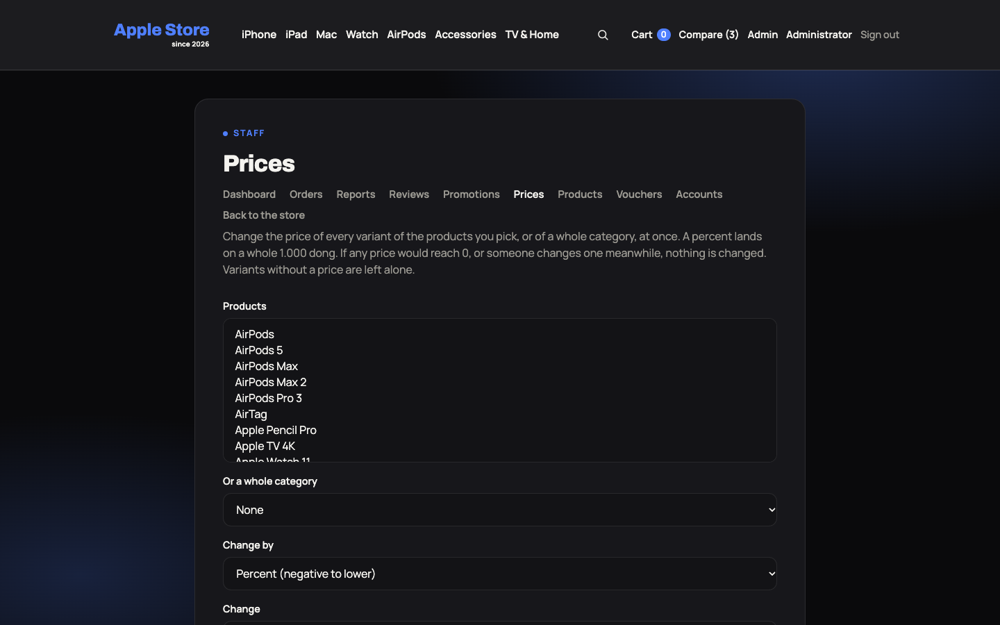 Apple Store
since 2026
iPhone iPad Mac Watch AirPods Accessories TV & Home
Cart 0 Compare (3) Admin Administrator Sign out
STAFF
Prices
Dashboard Orders Reports Reviews Promotions Prices Products Vouchers Accounts
Back to the store
Change the price of every variant of the products you pick, or of a whole category, at once. A percent lands
on a whole 1.000 dong. If any price would reach 0, or someone changes one meanwhile, nothing is changed.
Variants without a price are left alone.
Products
AirPods
AirPods 5
AirPods Max
AirPods Max 2
AirPods Pro 3
AirTag
Apple Pencil Pro
Apple TV 4K
Apple Watch 11
Or a whole category
None
Change by
Percent (negative to lower)
Change